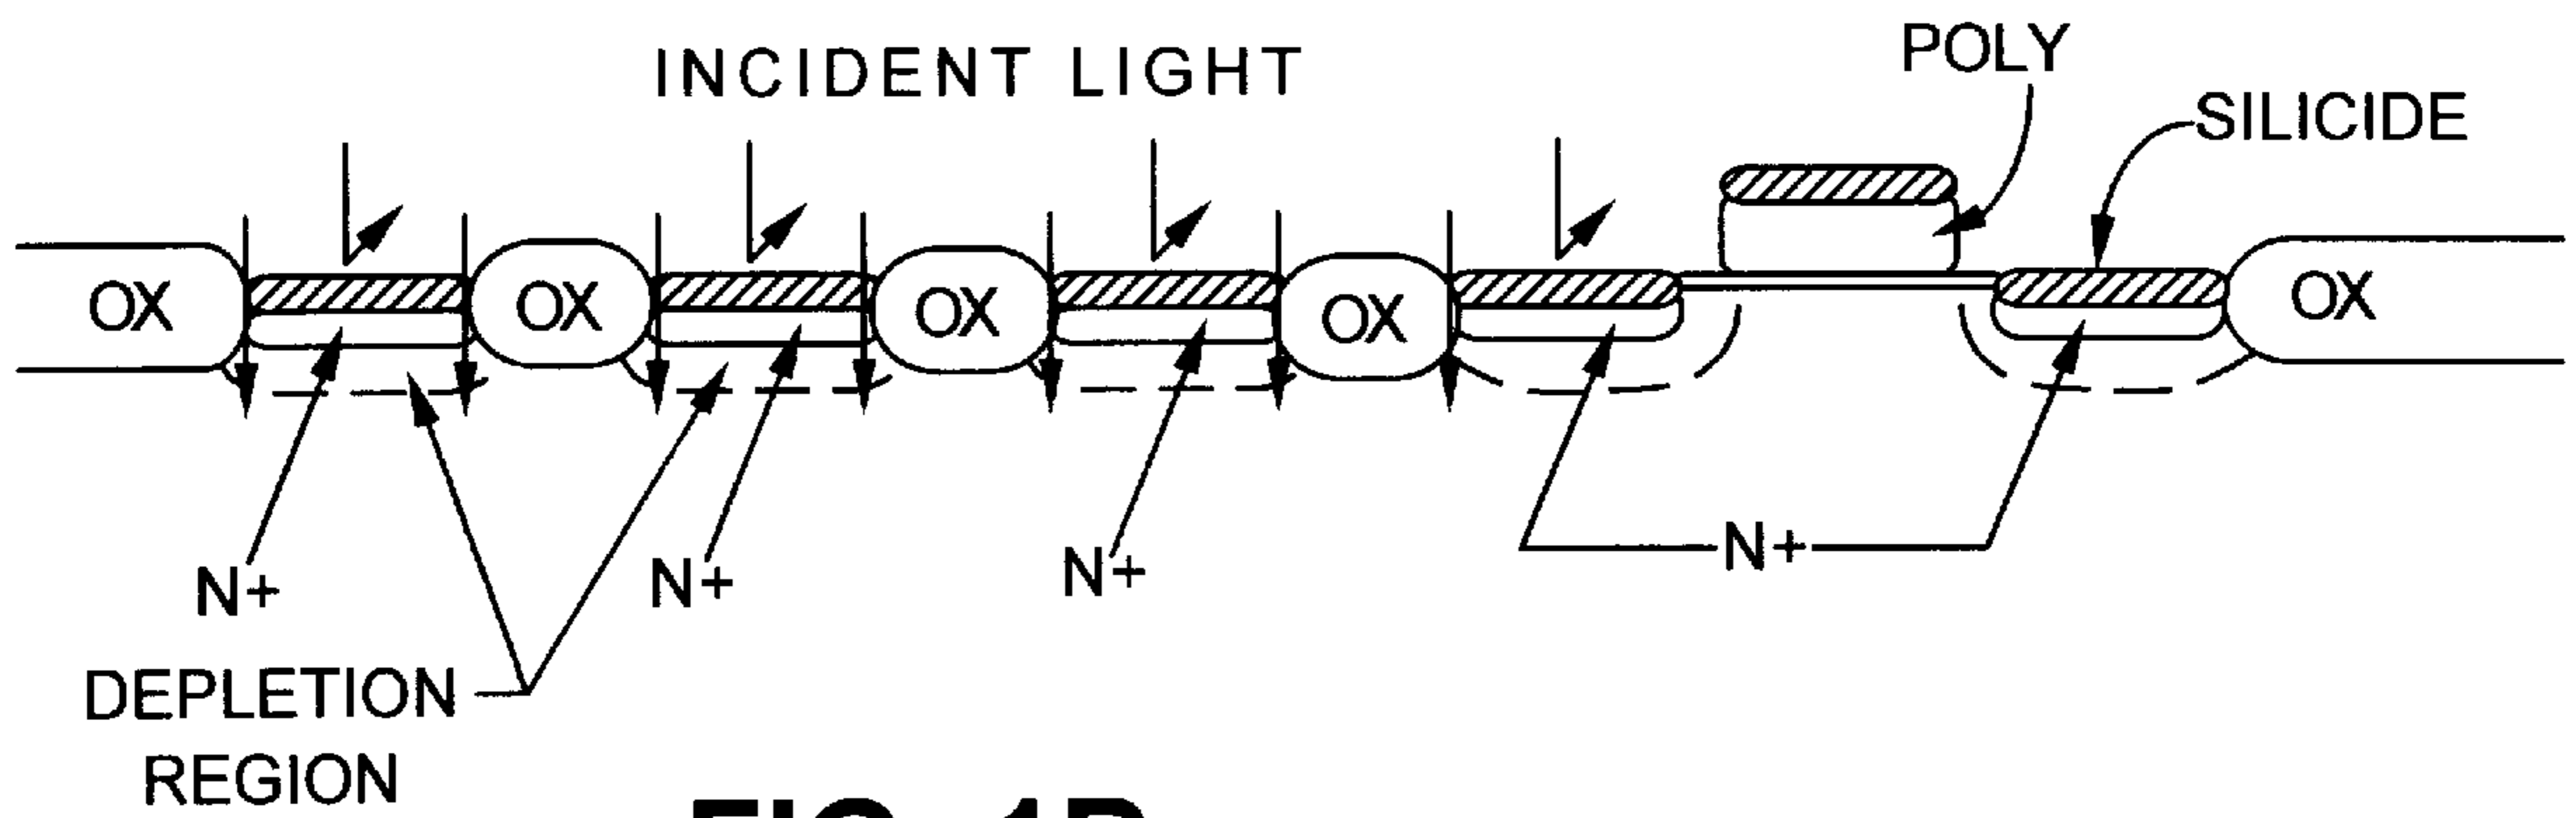 INCIDENT LIGHT
POLY
SILICIDE
OX
OX
OX
OX
OX
N+
N+
N+
N+
DEPLETION
REGION